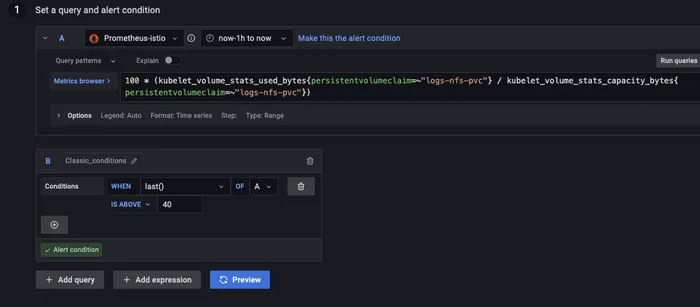 1 Set a query and alert condition
A Prometheus-istio now-1h to now Make this the alert condition
Query patterns Explain Run queries
Metrics browser > 100 * (kubelet_volume_stats_used_bytes{persistentvolumeclaim=~"logs-nfs-pvc"} / kubelet_volume_stats_capacity_bytes{
persistentvolumeclaim=~"logs-nfs-pvc"})
> Options Legend: Auto Format: Time series Step: Type: Range
B Classic_conditions
Conditions WHEN last() OF A
IS ABOVE 40
Alert condition
+ Add query + Add expression Preview